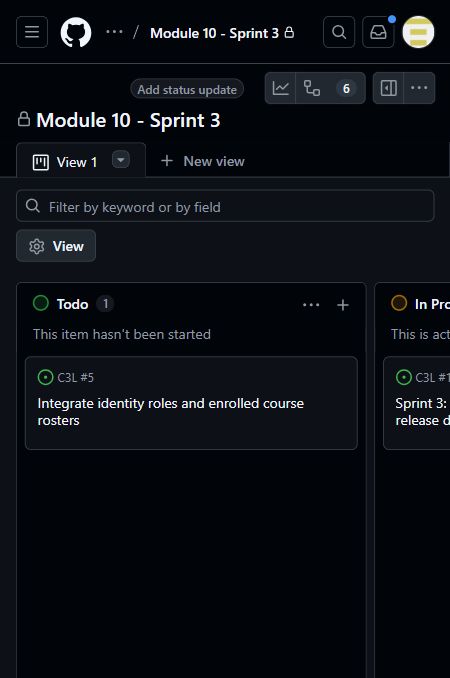 Module 10 - Sprint 3
Add status update
6
Module 10 - Sprint 3
View 1
New view
Filter by keyword or by field
View
Todo 1
This item hasn't been started
C3L #5
Integrate identity roles and enrolled course
rosters
In Pro
This is act
C3L #1
Sprint 3:
release d